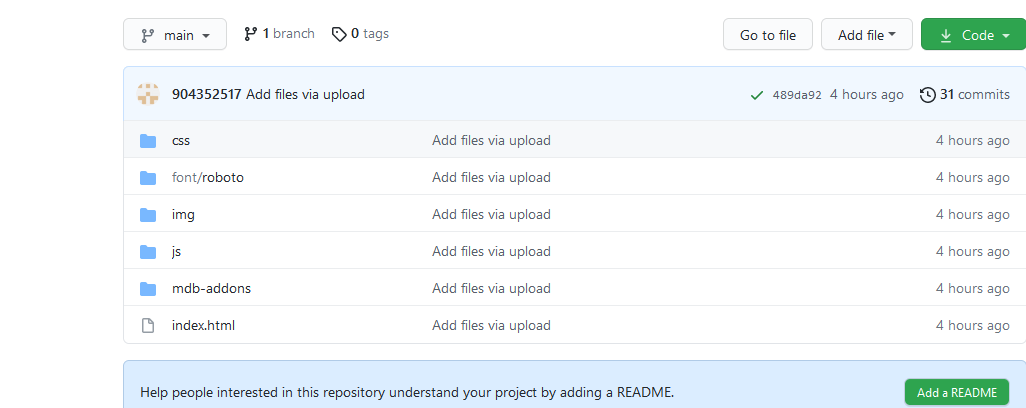 main 1 branch 0 tags Go to file Add file Code
904352517 Add files via upload 489da92 4 hours ago 31 commits
css Add files via upload 4 hours ago
font/roboto Add files via upload 4 hours ago
img Add files via upload 4 hours ago
js Add files via upload 4 hours ago
mdb-addons Add files via upload 4 hours ago
index.html Add files via upload 4 hours ago
Help people interested in this repository understand your project by adding a README. Add a README